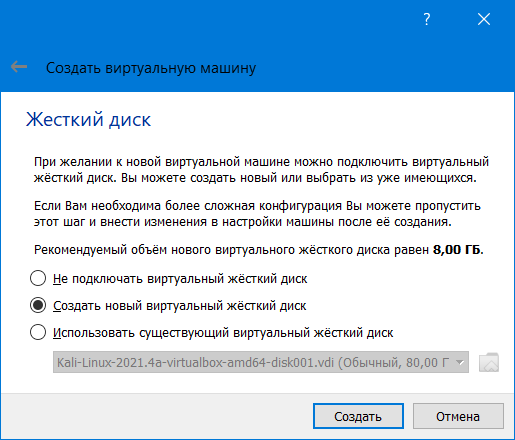 ?
Создать виртуальную машину
Жесткий диск
При желании к новой виртуальной машине можно подключить виртуальный
жёсткий диск. Вы можете создать новый или выбрать из уже имеющихся.
Если Вам необходима более сложная конфигурация Вы можете пропустить
этот шаг и внести изменения в настройки машины после её создания.
Рекомендуемый объём нового виртуального жёсткого диска равен 8,00 ГБ.
Не подключать виртуальный жёсткий диск
Создать новый виртуальный жёсткий диск
Использовать существующий виртуальный жёсткий диск
Kali-Linux-2021.4a-virtualbox-amd64-disk001.vdi (Обычный, 80,00 Г
Создать
Отмена